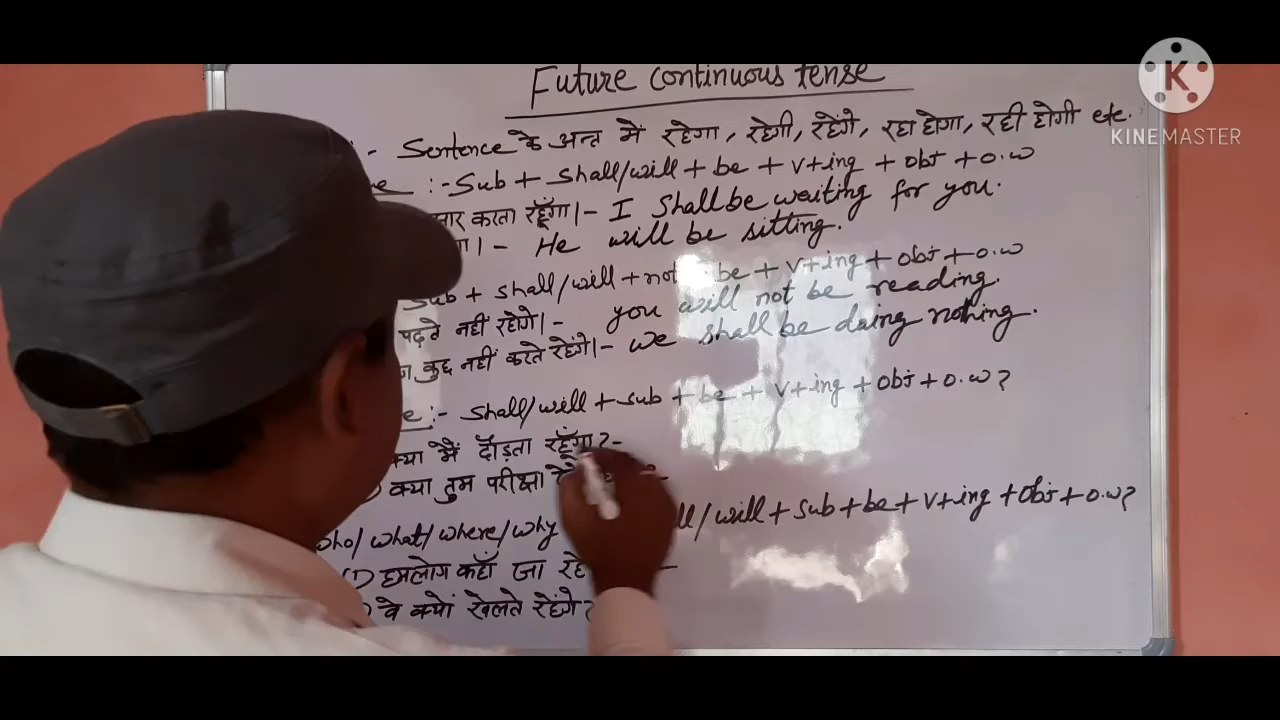 Future continuous tense
:- Sentence के अन्त में रहेगा, रहेगी, रहेंगे, रहा होगा, रही होगी etc.
:- Sub + shall/will + be + v+ing + obj + o.w
करता रहूँगा।- I shall be waiting for you.
।- He will be sitting.
Sub + shall/will + not + be + v+ing + obj + o.w
पढ़ते नहीं रहोगे।- you will not be reading.
कुछ नहीं करते रहेंगे।- we shall be doing nothing.
:- shall/will + sub + be + v+ing + obj + o.w?
क्या मैं दौड़ता रहूँगा?-
क्या तुम परीक्षा
who/what/where/why will + sub + be + v+ing + obj + o.w?
हमलोग कहाँ जा
वे क्यों खेलते रहेंगे?
KINEMASTER